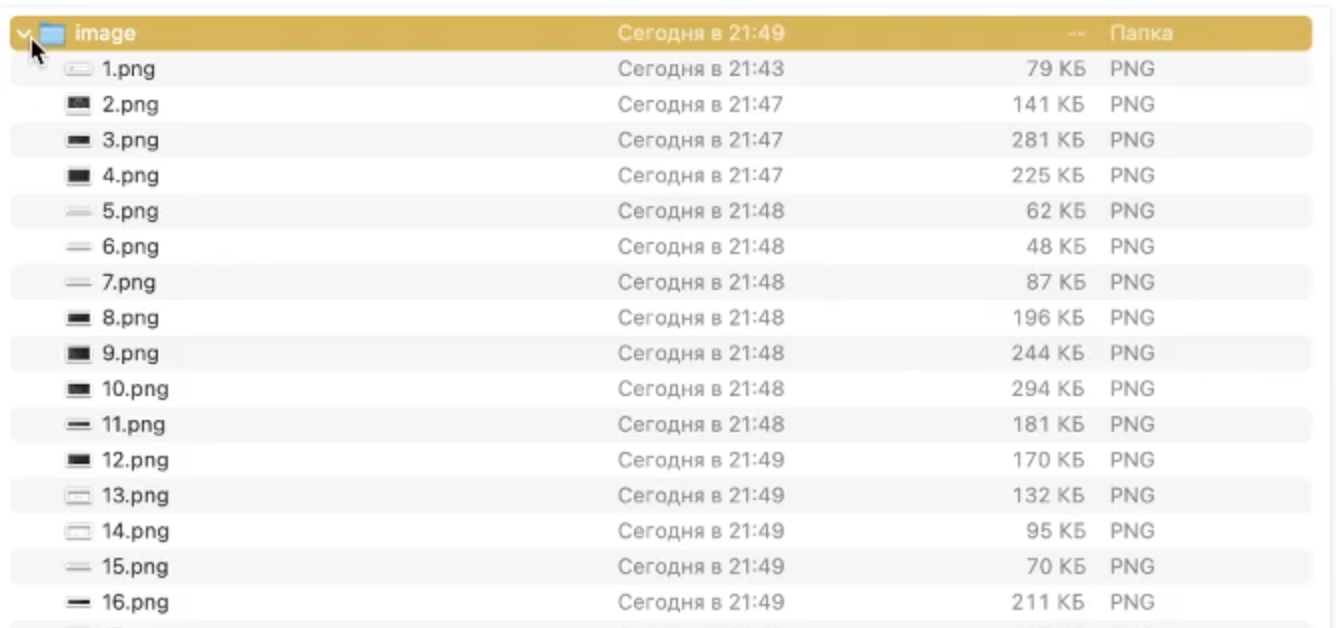 image Сегодня в 21:49 -- Папка
1.png Сегодня в 21:43 79 КБ PNG
2.png Сегодня в 21:47 141 КБ PNG
3.png Сегодня в 21:47 281 КБ PNG
4.png Сегодня в 21:47 225 КБ PNG
5.png Сегодня в 21:48 62 КБ PNG
6.png Сегодня в 21:48 48 КБ PNG
7.png Сегодня в 21:48 87 КБ PNG
8.png Сегодня в 21:48 196 КБ PNG
9.png Сегодня в 21:48 244 КБ PNG
10.png Сегодня в 21:48 294 КБ PNG
11.png Сегодня в 21:48 181 КБ PNG
12.png Сегодня в 21:49 170 КБ PNG
13.png Сегодня в 21:49 132 КБ PNG
14.png Сегодня в 21:49 95 КБ PNG
15.png Сегодня в 21:49 70 КБ PNG
16.png Сегодня в 21:49 211 КБ PNG